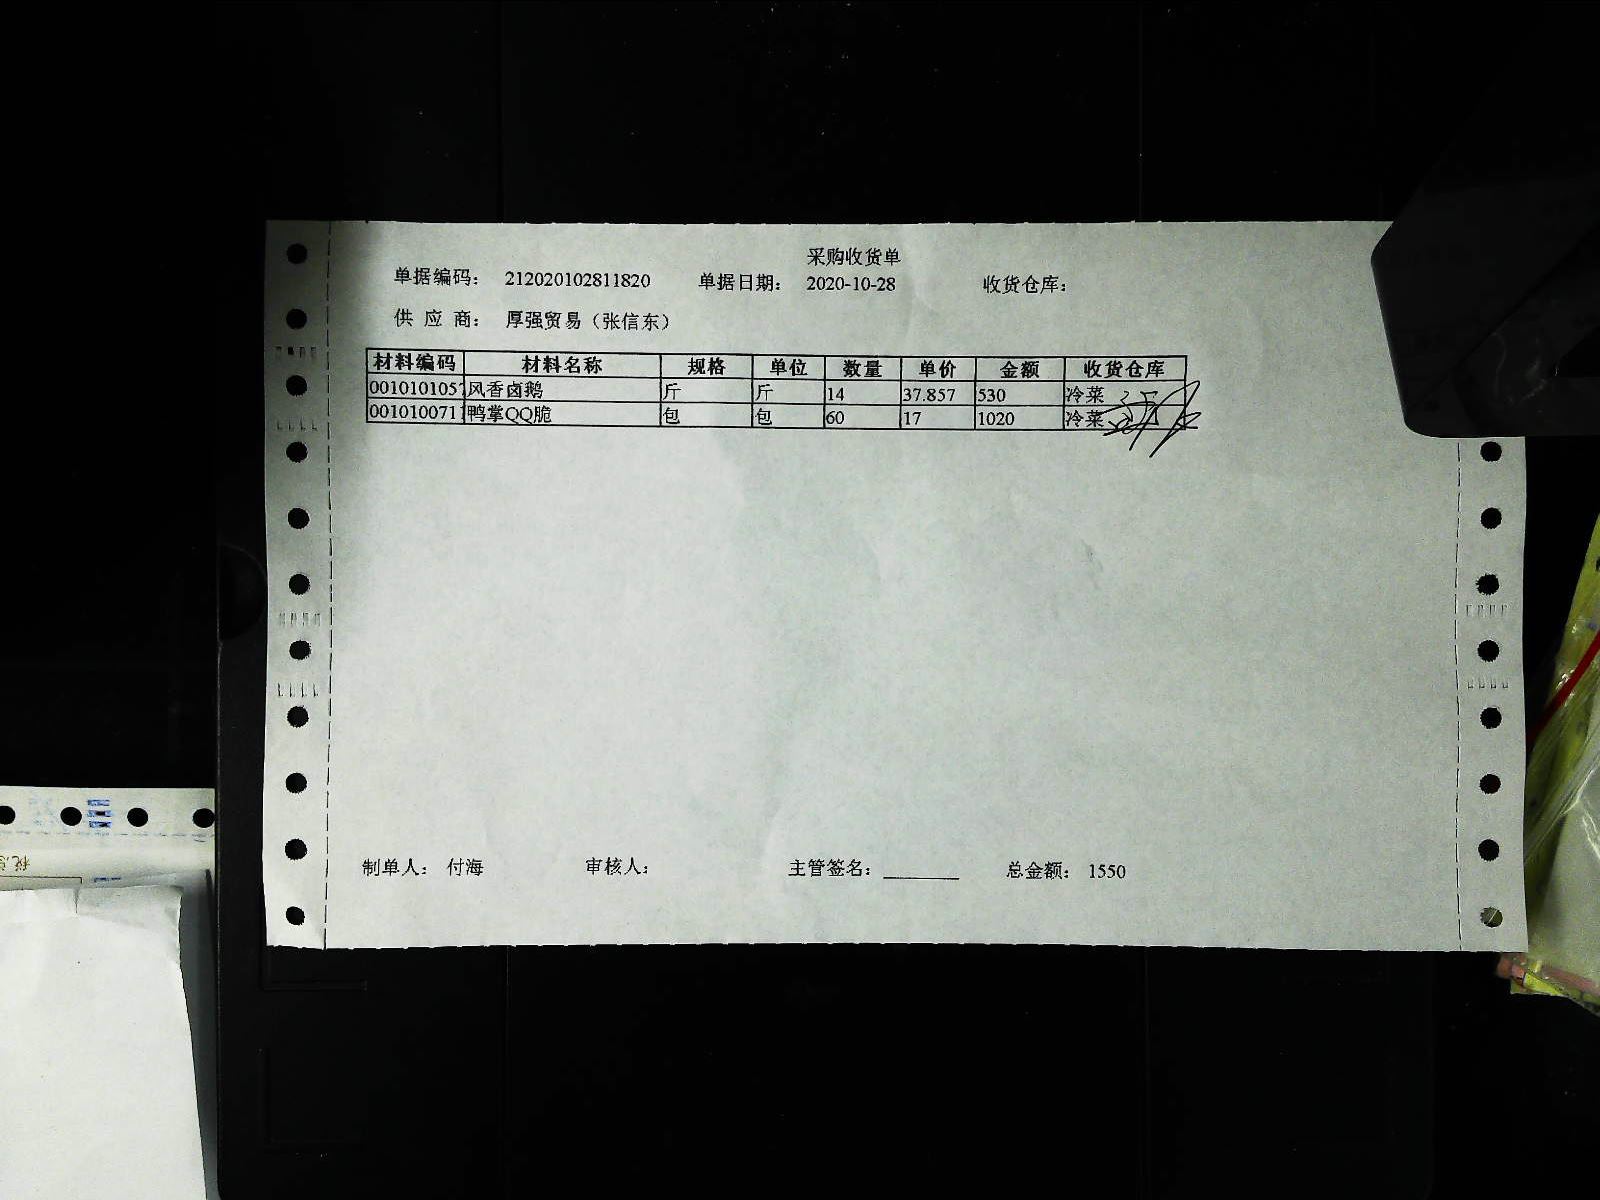 采购收货单
单据编码： 212020102811820 单据日期： 2020-10-28 收货仓库：
供 应 商： 厚强贸易（张信东）
材料编码 材料名称 规格 单位 数量 单价 金额 收货仓库
0010101057 风香卤鹅 斤 斤 14 37.857 530 冷菜
0010100711 鸭掌QQ脆 包 包 60 17 1020 冷菜
制单人： 付海 审核人： 主管签名： 总金额： 1550